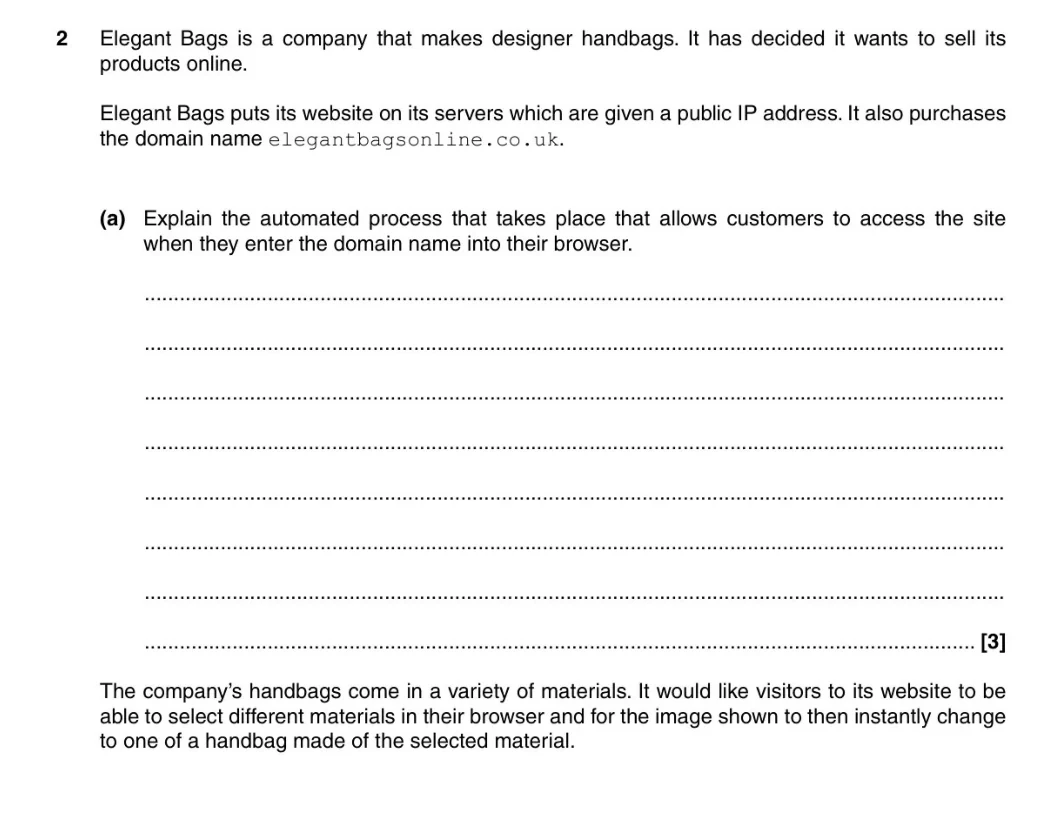 2 Elegant Bags is a company that makes designer handbags. It has decided it wants to sell its
products online.
Elegant Bags puts its website on its servers which are given a public IP address. It also purchases
the domain name elegantbagsonline.co.uk.
(a) Explain the automated process that takes place that allows customers to access the site
when they enter the domain name into their browser.
[3]
The company's handbags come in a variety of materials. It would like visitors to its website to be
able to select different materials in their browser and for the image shown to then instantly change
to one of a handbag made of the selected material.